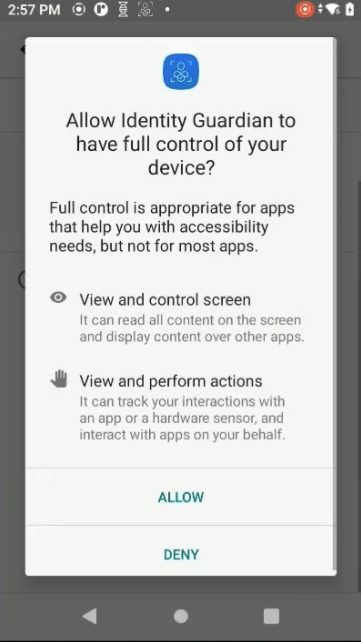 2:57 PM
Allow Identity Guardian to
have full control of your
device?
Full control is appropriate for apps
that help you with accessibility
needs, but not for most apps.
View and control screen
It can read all content on the screen
and display content over other apps.
View and perform actions
It can track your interactions with
an app or a hardware sensor, and
interact with apps on your behalf.
ALLOW
DENY